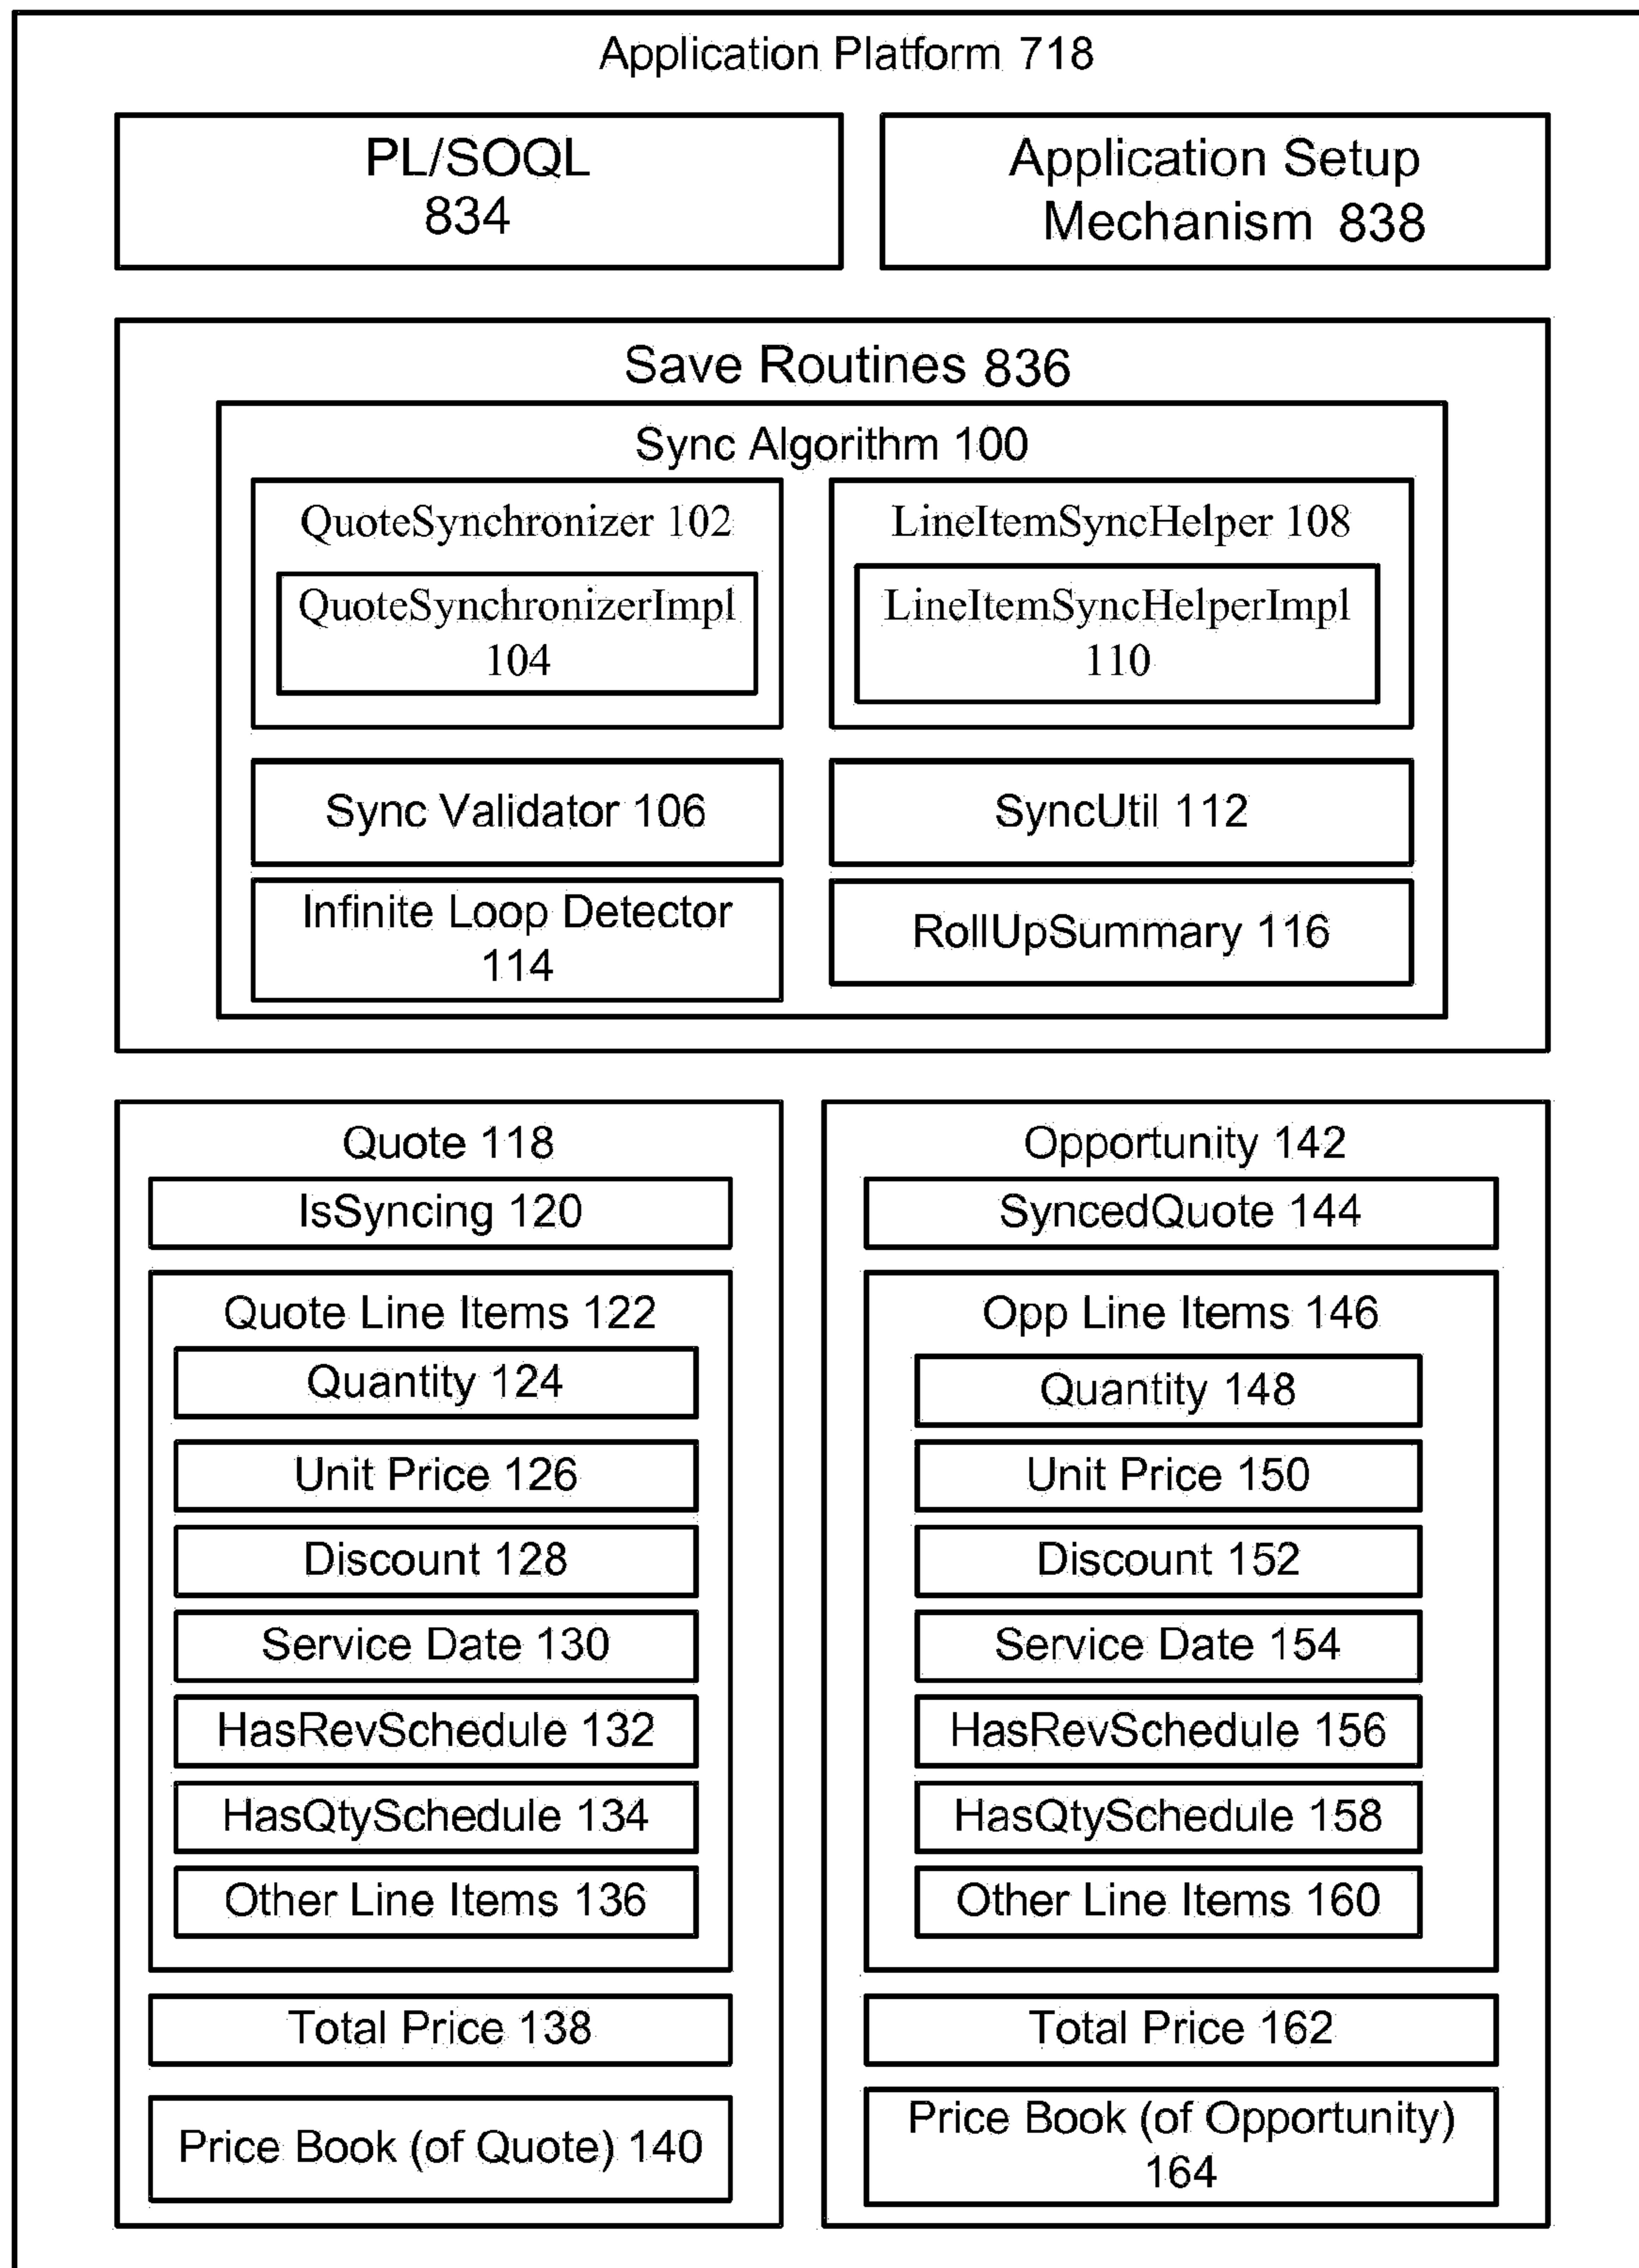 Application Platform 718
PL/SOQL
834
Application Setup
Mechanism 838
Save Routines 836
Sync Algorithm 100
QuoteSynchronizer 102
QuoteSynchronizerImpl
104
LineItemSyncHelper 108
LineItemSyncHelperImpl
110
Sync Validator 106
SyncUtil 112
Infinite Loop Detector
114
RollUpSummary 116
Quote 118
IsSyncing 120
Quote Line Items 122
Quantity 124
Unit Price 126
Discount 128
Service Date 130
HasRevSchedule 132
HasQtySchedule 134
Other Line Items 136
Total Price 138
Price Book (of Quote) 140
Opportunity 142
SyncedQuote 144
Opp Line Items 146
Quantity 148
Unit Price 150
Discount 152
Service Date 154
HasRevSchedule 156
HasQtySchedule 158
Other Line Items 160
Total Price 162
Price Book (of Opportunity)
164